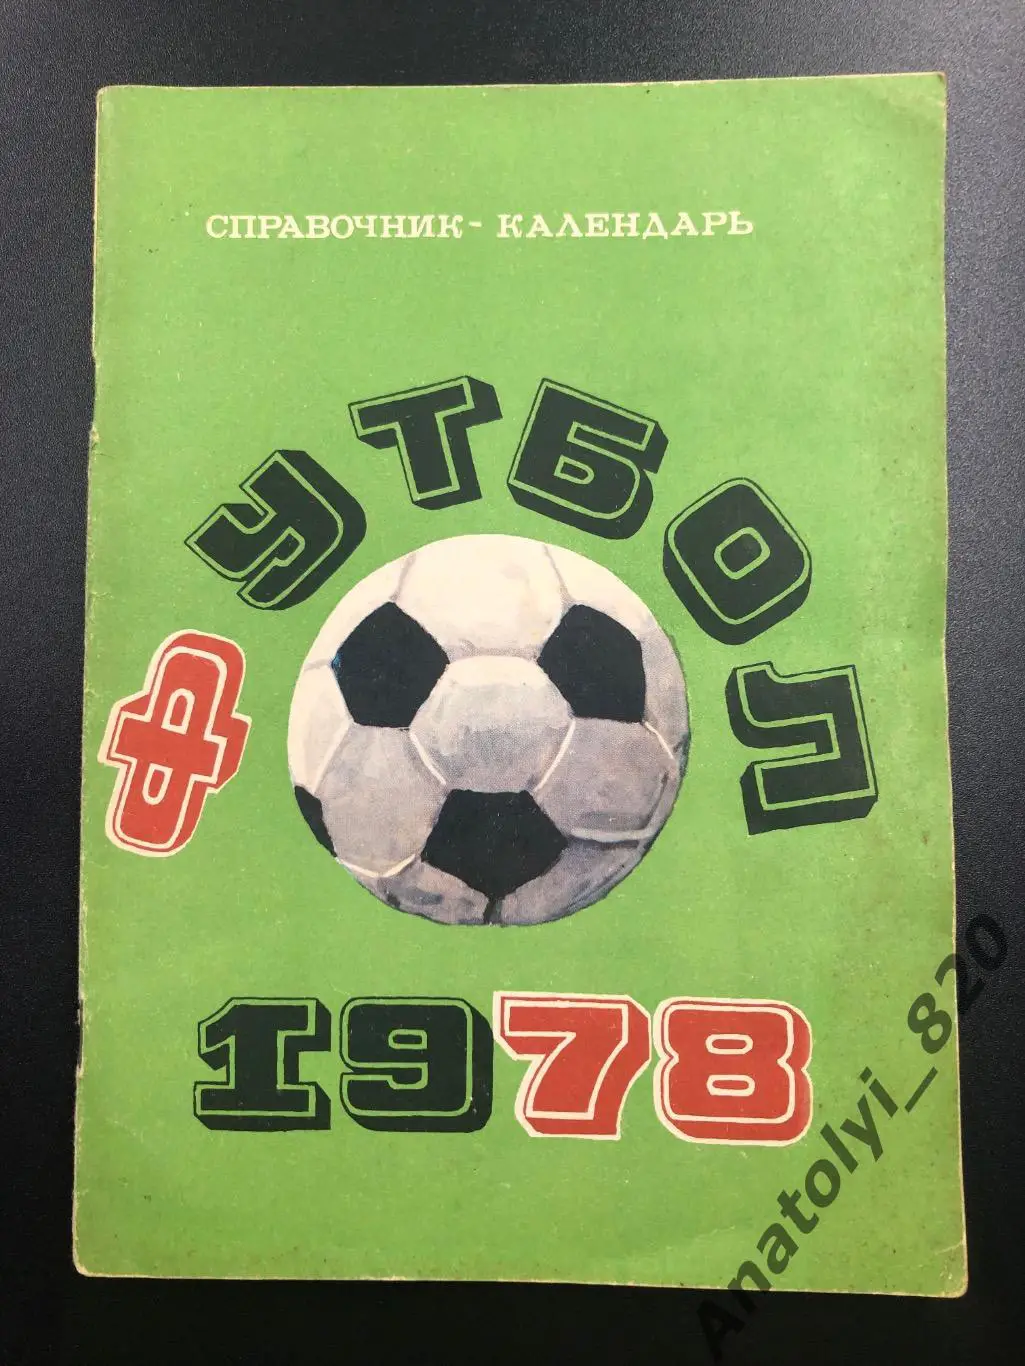 СПРАВОЧНИК - КАЛЕНДАРЬ
ФУТБОЛ
1978
Anatolyi_820